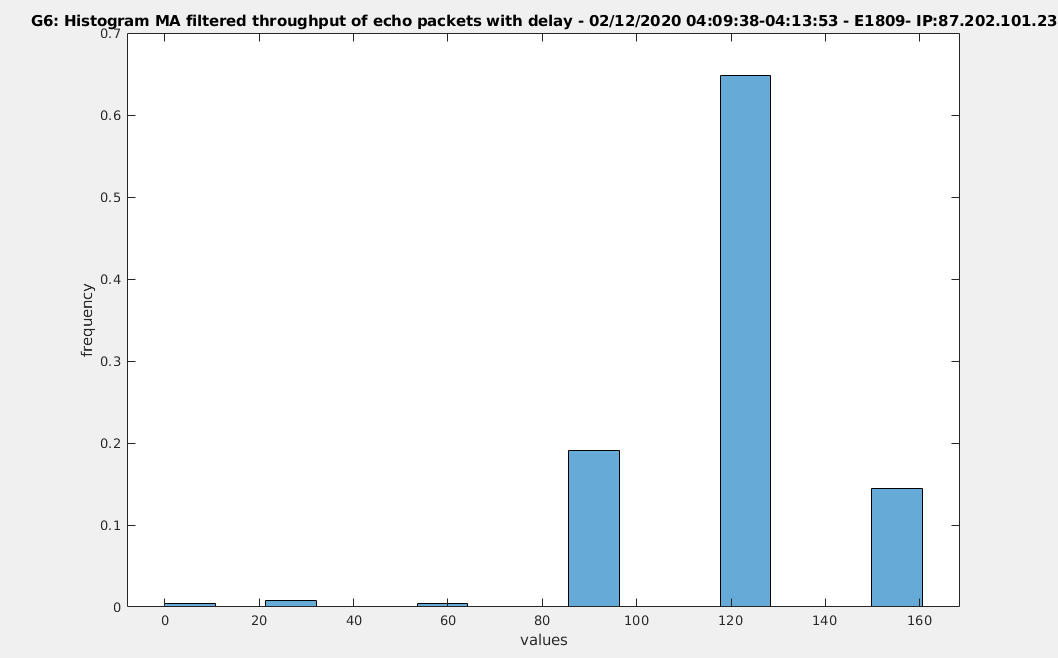 G6: Histogram MA filtered throughput of echo packets with delay - 02/12/2020 04:09:38-04:13:53 - E1809- IP:87.202.101.23
0.7
0.6
0.5
0.4
0.3
0.2
0.1
0
frequency
0 20 40 60 80 100 120 140 160
values